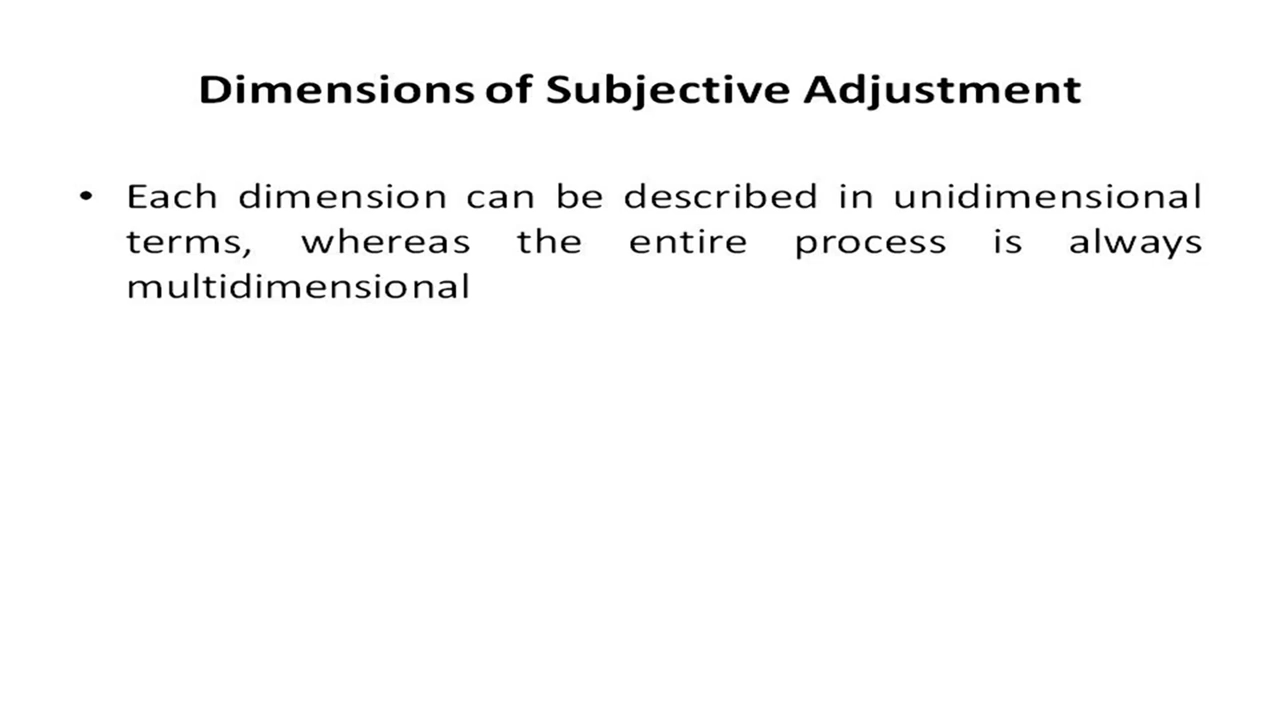 Dimensions of Subjective Adjustment
• Each dimension can be described in unidimensional
terms, whereas the entire process is always
multidimensional